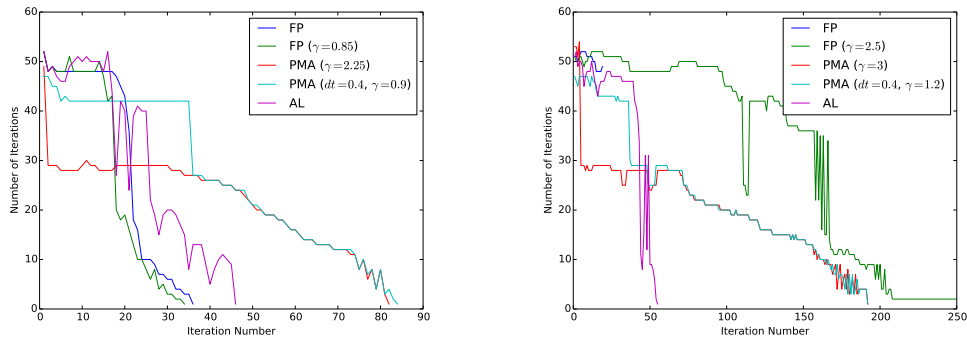 60
50
40
30
20
10
0
Number of Iterations
0 10 20 30 40 50 60 70 80 90
Iteration Number
FP
FP (γ=0.85)
PMA (γ=2.25)
PMA (dt=0.4, γ=0.9)
AL
60
50
40
30
20
10
0
Number of Iterations
0 50 100 150 200 250
Iteration Number
FP
FP (γ=2.5)
PMA (γ=3)
PMA (dt=0.4, γ=1.2)
AL